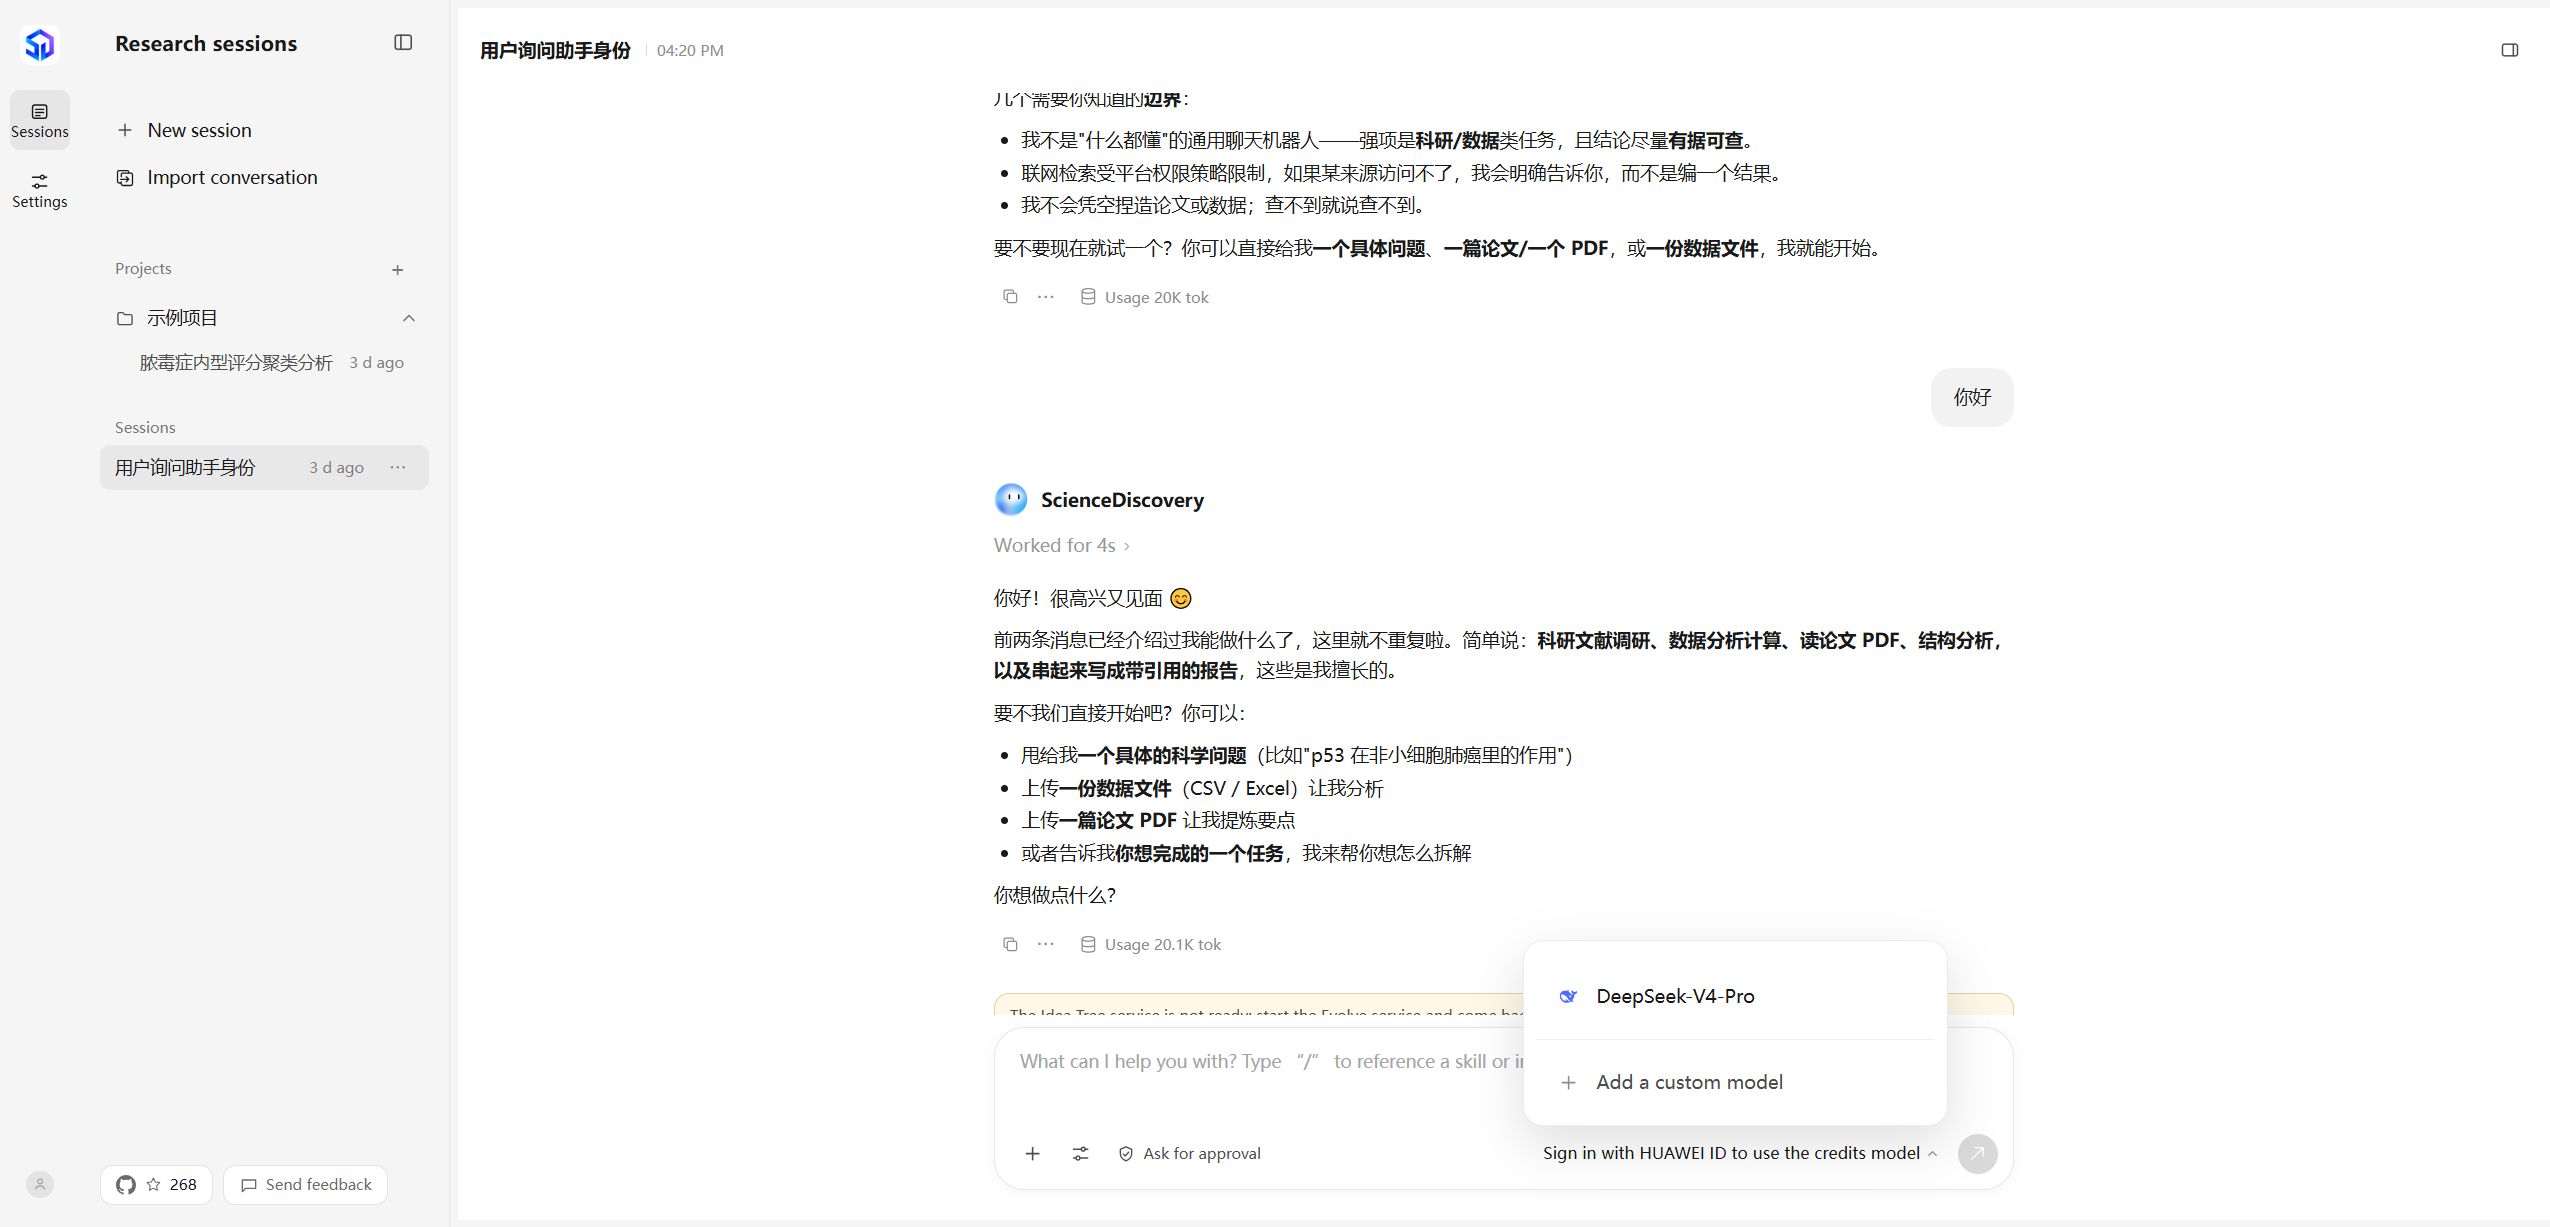 Research sessions
Sessions
Settings
New session
Import conversation
Projects
示例项目
脓毒症内型评分聚类分析 3 d ago
Sessions
用户询问助手身份 3 d ago
268
Send feedback
用户询问助手身份 04:20 PM
几个需要你知道的边界：
我不是"什么都懂"的通用聊天机器人——强项是科研/数据类任务，且结论尽量有据可查。
联网检索受平台权限策略限制，如果某来源访问不了，我会明确告诉你，而不是编一个结果。
我不会凭空捏造论文或数据；查不到就说查不到。
要不要现在就试一个？你可以直接给我一个具体问题、一篇论文/一个 PDF，或一份数据文件，我就能开始。
Usage 20K tok
你好
ScienceDiscovery
Worked for 4s
你好！很高兴又见面 😊
前两条消息已经介绍过我能做什么了，这里就不重复啦。简单说：科研文献调研、数据分析计算、读论文 PDF、结构分析，
以及串起来写成带引用的报告，这些是我擅长的。
要不我们直接开始吧？你可以：
甩给我一个具体的科学问题（比如"p53 在非小细胞肺癌里的作用"）
上传一份数据文件（CSV / Excel）让我分析
上传一篇论文 PDF 让我提炼要点
或者告诉我你想完成的一个任务，我来帮你想怎么拆解
你想做点什么？
Usage 20.1K tok
The Idea Tree service is not ready; start the Evolve service and come
DeepSeek-V4-Pro
Add a custom model
What can I help you with? Type “/” to reference a skill or
Ask for approval
Sign in with HUAWEI ID to use the credits model